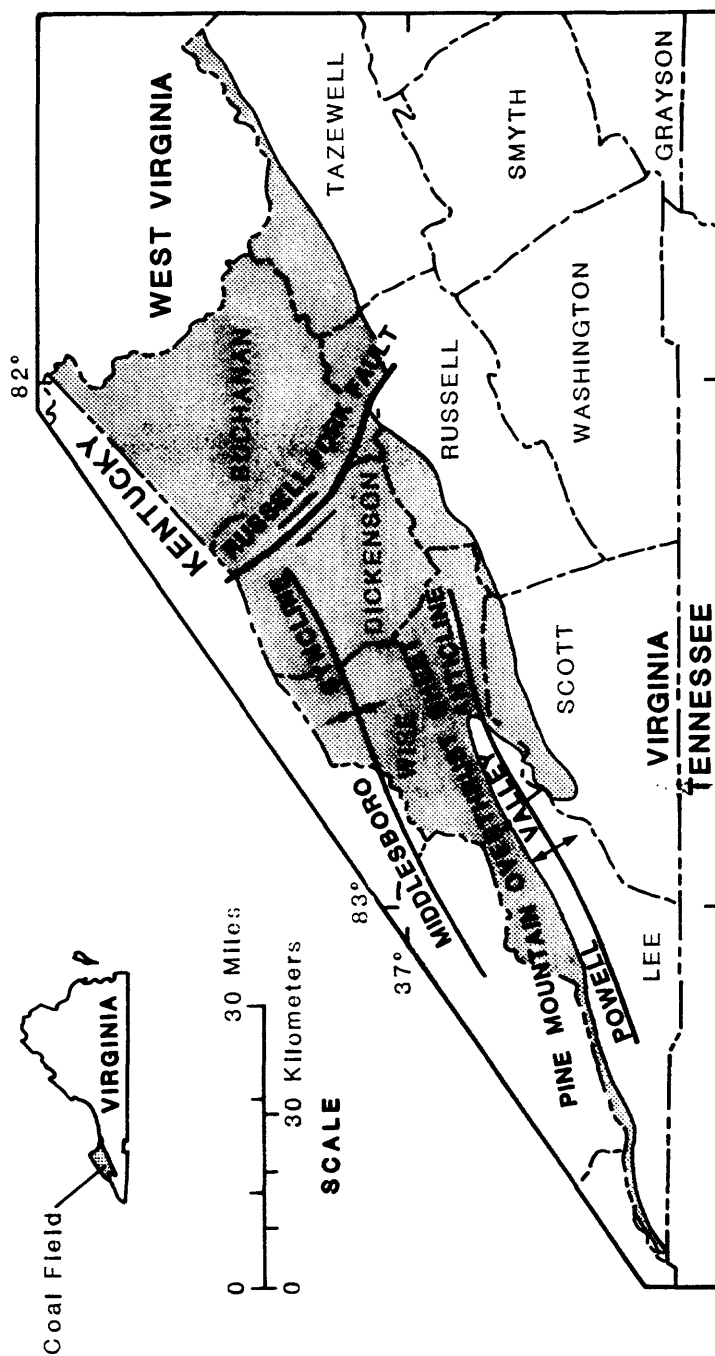 Coal Field
VIRGINIA
0 30 Miles
0 30 Kilometers
SCALE
82°
83°
37°
KENTUCKY
WEST VIRGINIA
BUCHANAN
RUSSELL FORK FAULT
TAZEWELL
DICKENSON
SYNCLINE
MIDDLESBORO
WISE
RUSSELL
SMYTH
PINE MOUNTAIN OVERTHRUST SHEET
POWELL VALLEY ANTICLINE
SCOTT
WASHINGTON
GRAYSON
LEE
VIRGINIA
TENNESSEE